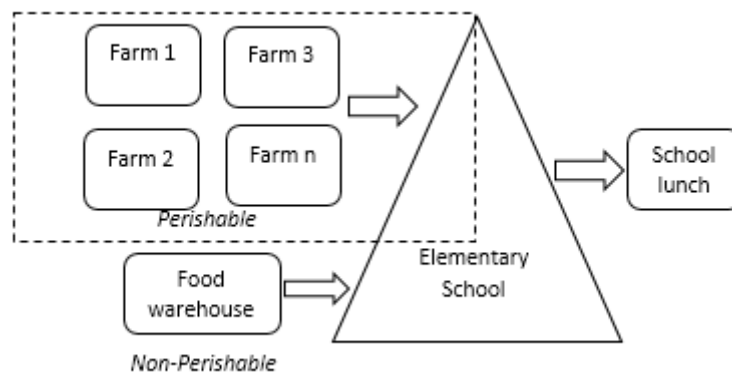 Farm 1
Farm 3
Farm 2
Farm n
Perishable
Food
warehouse
Non-Perishable
Elementary
School
School
lunch